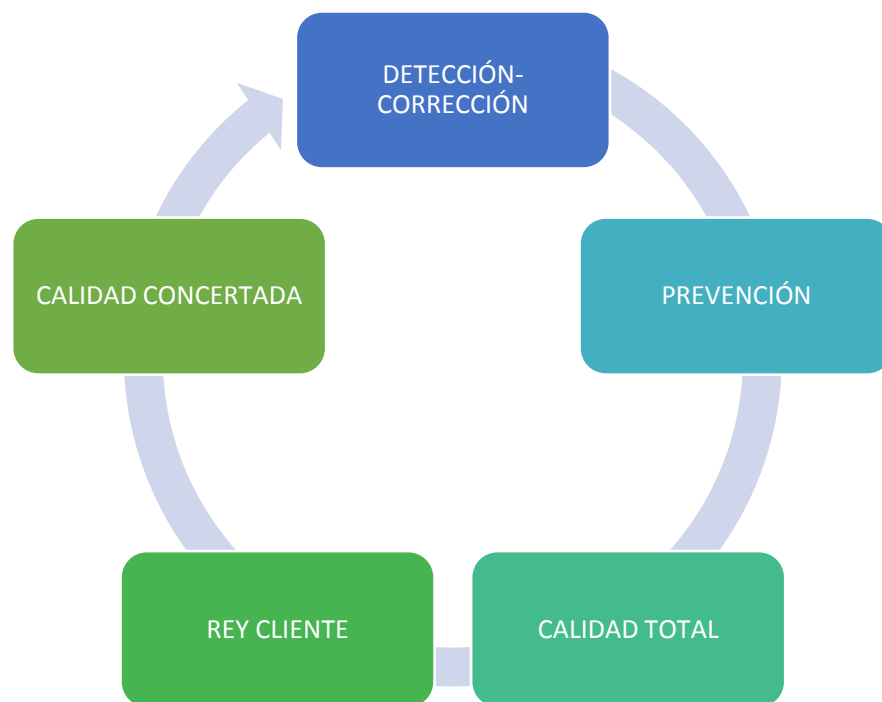 DETECCIÓN-
CORRECCIÓN
PREVENCIÓN
CALIDAD TOTAL
REY CLIENTE
CALIDAD CONCERTADA